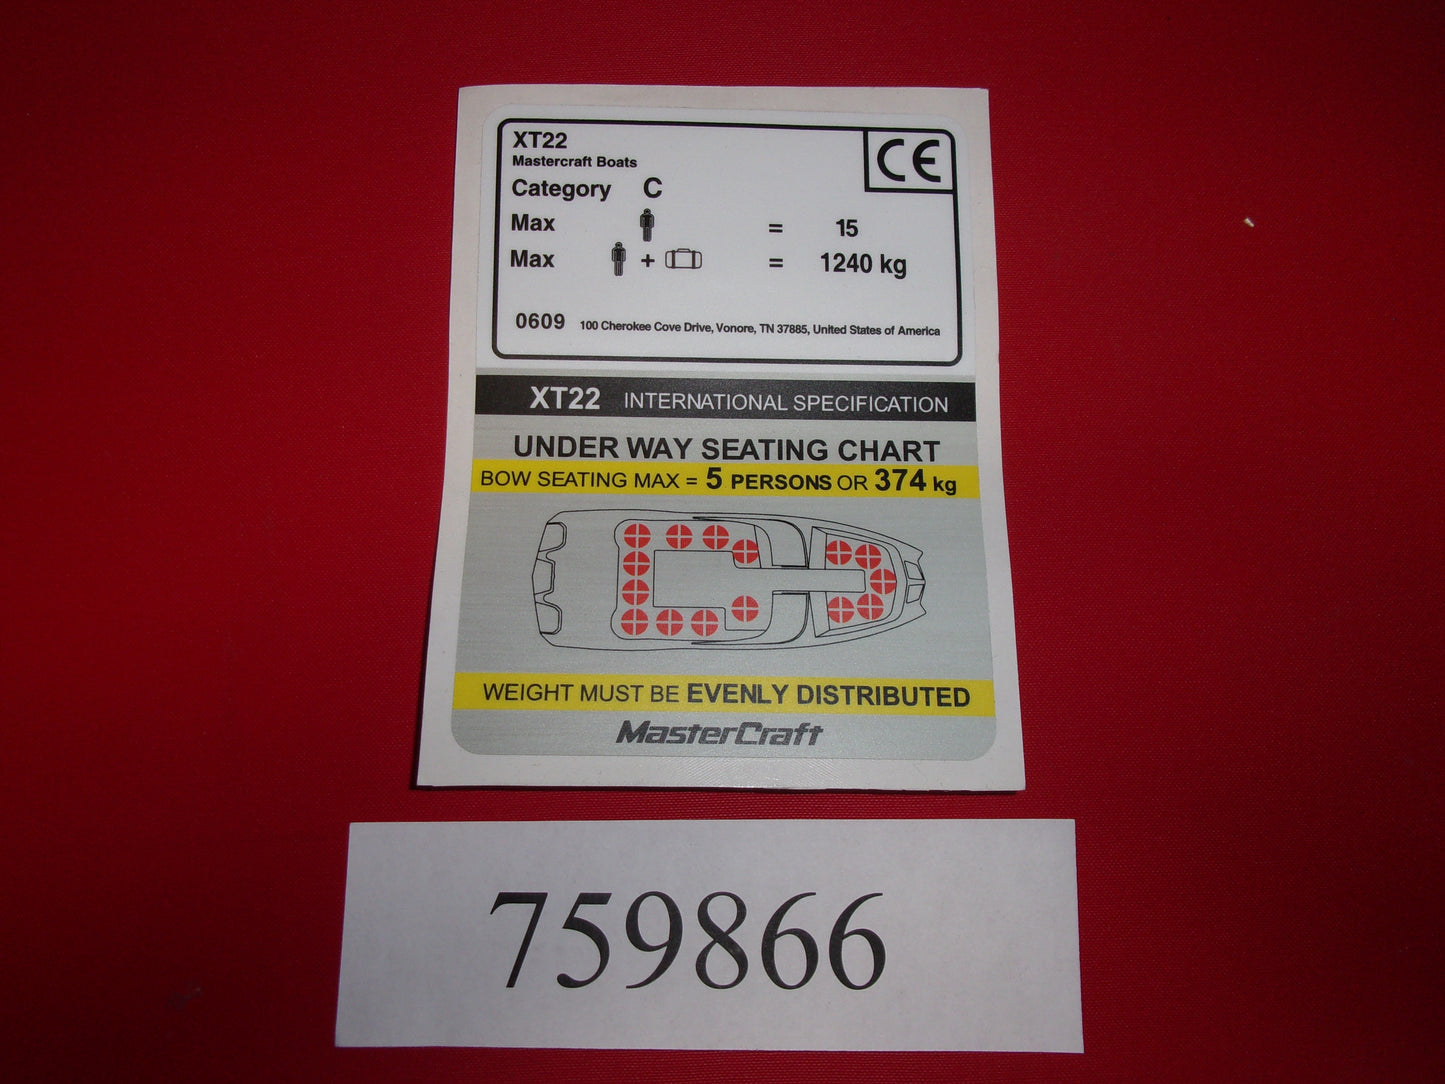 XT22
Mastercraft Boats
CE
Category C
Max = 15
Max + = 1240 kg
0609 100 Cherokee Cove Drive, Vonore, TN 37885, United States of America
XT22 INTERNATIONAL SPECIFICATION
UNDER WAY SEATING CHART
BOW SEATING MAX = 5 PERSONS OR 374 kg
WEIGHT MUST BE EVENLY DISTRIBUTED
MasterCraft
759866